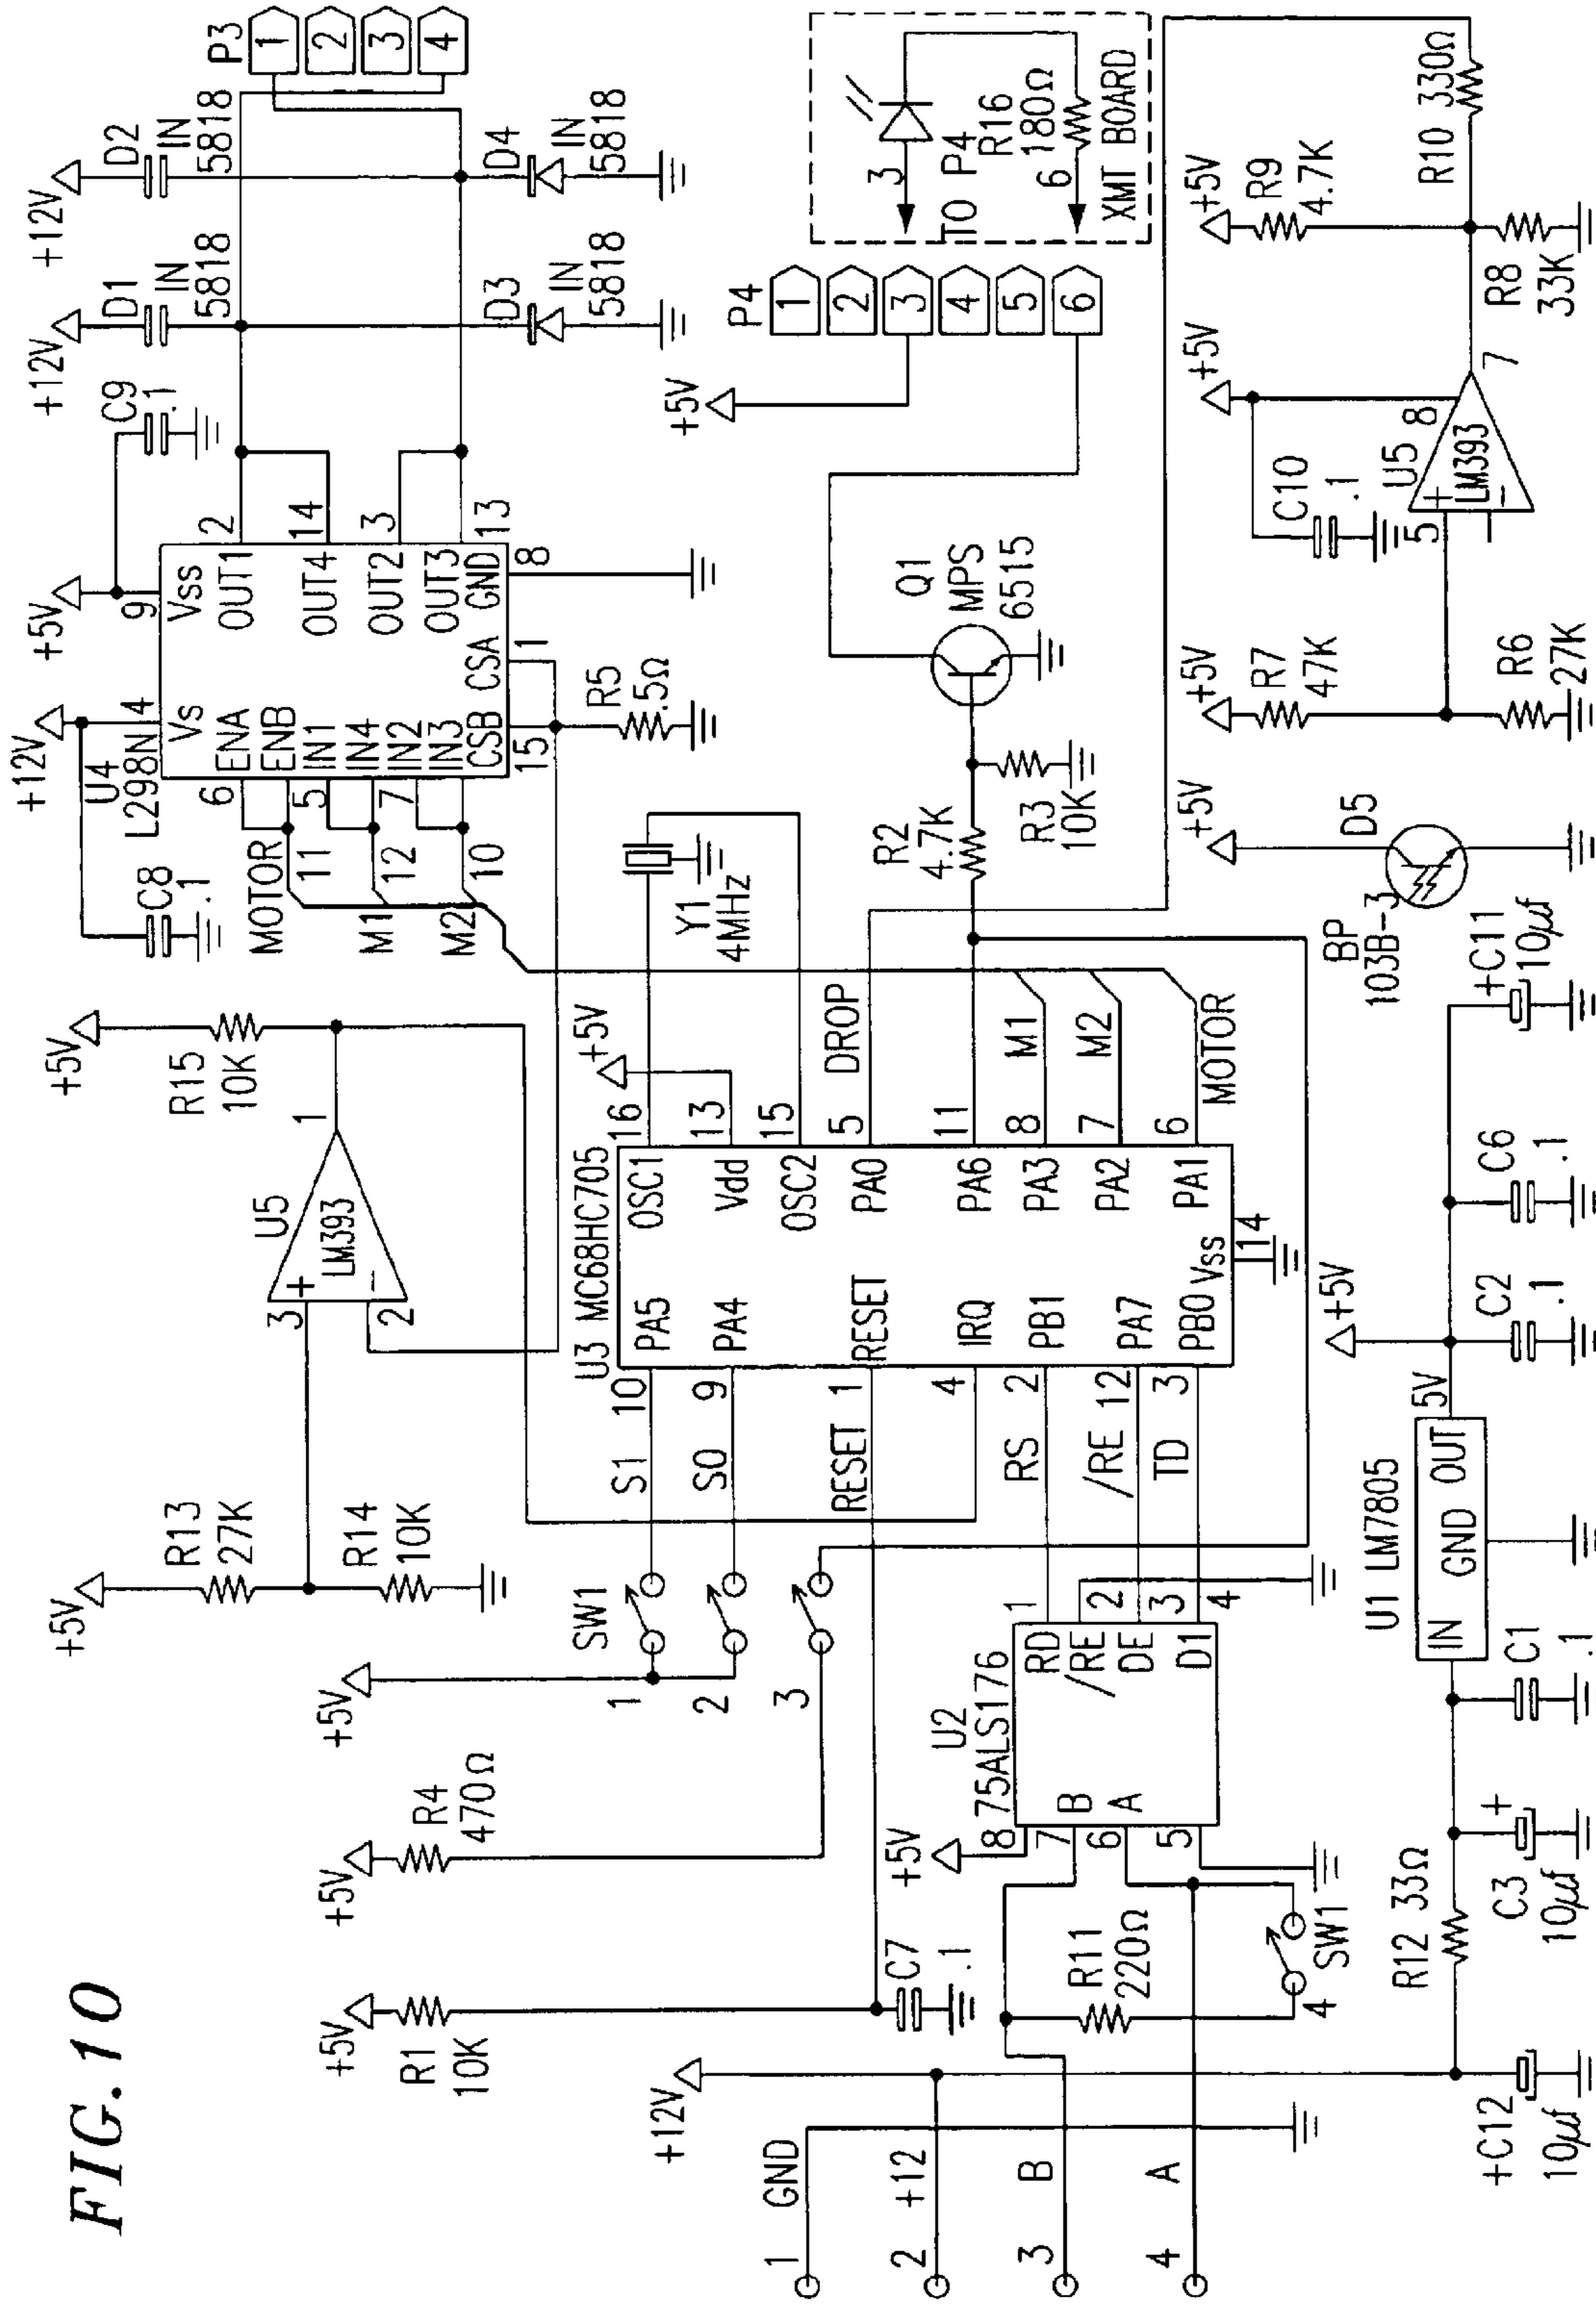 FIG. 10
1
GND
2
+12
3
B
4
A
+12V
+5V
R1
10K
C7
.1
+5V
R4
470Ω
+5V
SW1
1
2
3
S1
S0
RESET
+5V
R13
27K
R14
10K
3
2
+
−
LM393
U5
1
+5V
R15
10K
U3 MC68HC705
10
PA5
9
PA4
1
RESET
4
IRQ
2
PB1
12
PA7
3
PB0
Vss
14
RS
/RE
TD
OSC1
16
Vdd
13
+5V
OSC2
15
PA0
5
DROP
PA6
11
PA3
8
M1
PA2
7
M2
PA1
6
MOTOR
Y1
4MHz
U2
75ALS176
+5V
8
7
B
6
A
5
RD
1
/RE
2
DE
3
D1
4
R11
220Ω
4
SW1
+C12
10µf
R12 33Ω
C3
+
10µf
C1
.1
U1 LM7805
IN
GND
OUT
5V
+5V
C2
.1
C6
.1
+C11
10µf
+12V
C8
.1
U4
L298N
4
Vs
9
Vss
+5V
C9
.1
6
ENA
ENB
5
IN1
IN4
7
IN2
IN3
CSB
15
CSA
1
GND
8
OUT1
2
OUT4
14
OUT2
3
OUT3
13
MOTOR
11
M1
12
M2
10
R5
.5Ω
+12V
D1
IN
5818
+12V
D2
IN
5818
D3
IN
5818
D4
IN
5818
P3
1
2
3
4
R2
4.7K
R3
10K
Q1
MPS
6515
+5V
P4
1
2
3
4
5
6
3
TO P4
R16
180Ω
6
XMT BOARD
+5V
D5
BP
103B-3
+5V
R7
47K
R6
27K
C10
.1
+5V
5
+
−
U5
LM393
8
7
+5V
R9
4.7K
R8
33K
R10 330Ω